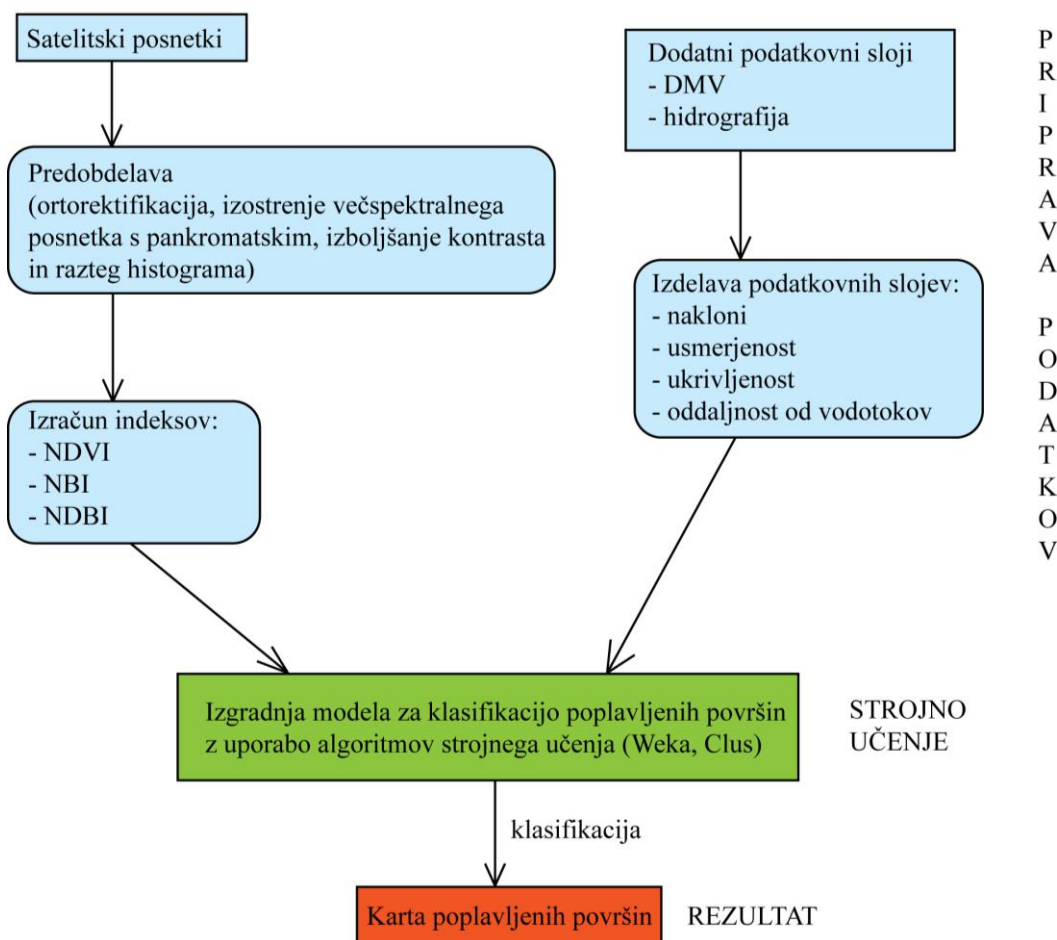 Satelitski posnetki
Predobdelava
(ortorektifikacija, izostrenje večspektralnega
posnetka s pankromatskim, izboljšanje kontrasta
in razteg histograma)
Izračun indeksov:
- NDVI
- NBI
- NDBI
Dodatni podatkovni sloji
- DMV
- hidrografija
Izdelava podatkovnih slojev:
- nakloni
- usmerjenost
- ukrivljenost
- oddaljnost od vodotokov
PRIPRAVA PODATKOV
Izgradnja modela za klasifikacijo poplavljenih površin
z uporabo algoritmov strojnega učenja (Weka, Clus)
STROJNO
UČENJE
klasifikacija
Karta poplavljenih površin
REZULTAT